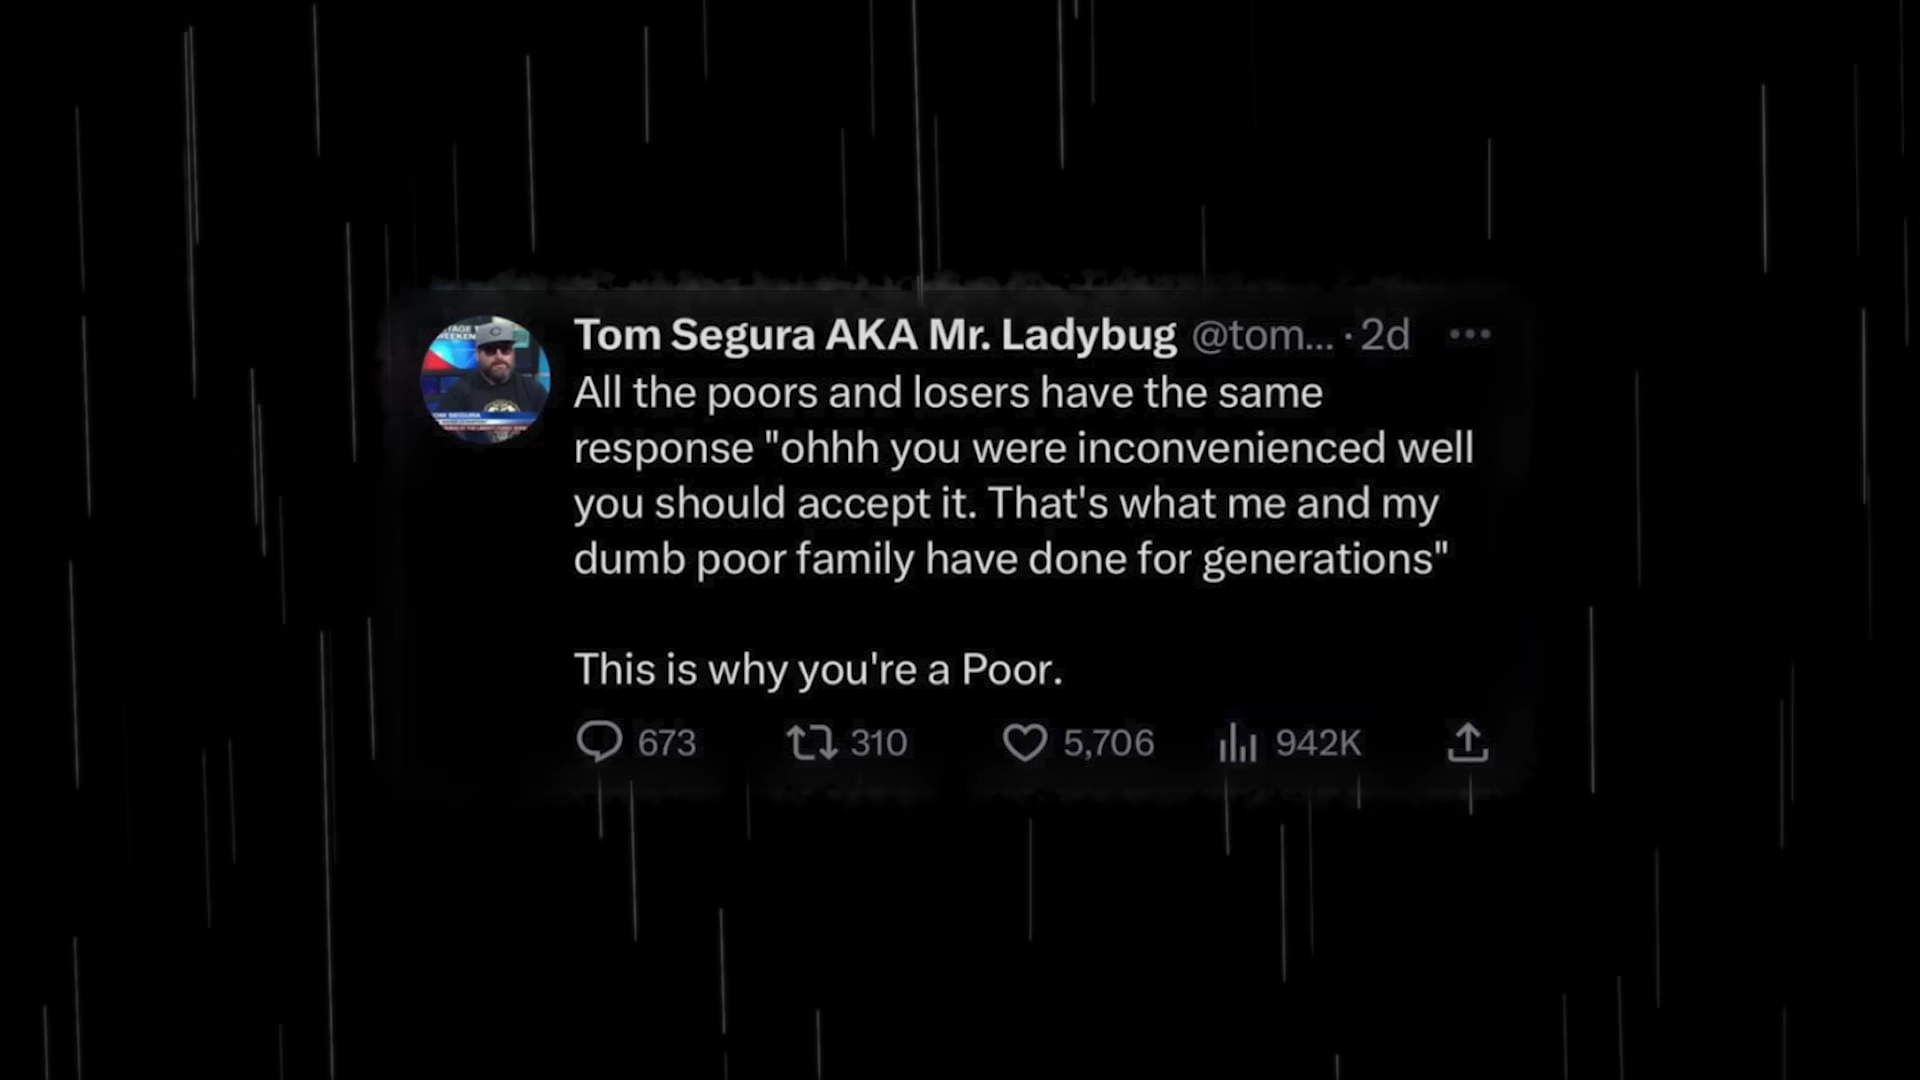 Tom Segura AKA Mr. Ladybug @tom... · 2d
All the poors and losers have the same
response "ohhh you were inconvenienced well
you should accept it. That's what me and my
dumb poor family have done for generations"
This is why you're a Poor.
673 310 5,706 942K